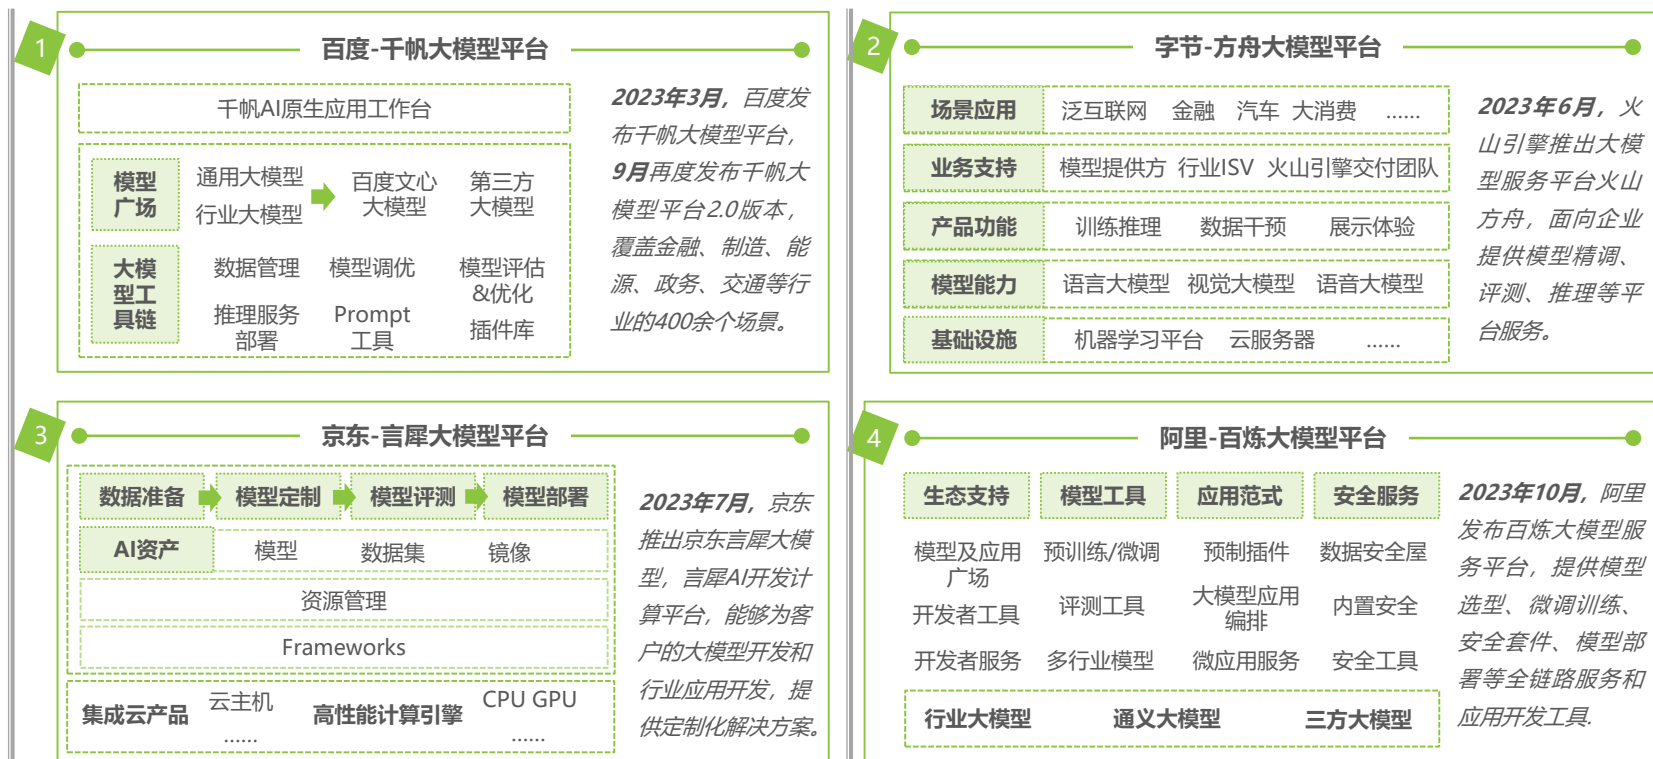 1
百度-千帆大模型平台
千帆AI原生应用工作台
模型
广场
通用大模型
行业大模型
百度文心
大模型
第三方
大模型
大模
型工
具链
数据管理
模型调优
模型评估
&优化
推理服务
部署
Prompt
工具
插件库
2023年3月，百度发
布千帆大模型平台，
9月再度发布千帆大
模型平台2.0版本，
覆盖金融、制造、能
源、政务、交通等行
业的400余个场景。
2
字节-方舟大模型平台
场景应用 泛互联网 金融 汽车 大消费 ……
业务支持 模型提供方 行业ISV 火山引擎交付团队
产品功能 训练推理 数据干预 展示体验
模型能力 语言大模型 视觉大模型 语音大模型
基础设施 机器学习平台 云服务器 ……
2023年6月，火
山引擎推出大模
型服务平台火山
方舟，面向企业
提供模型精调、
评测、推理等平
台服务。
3
京东-言犀大模型平台
数据准备 模型定制 模型评测 模型部署
AI资产 模型 数据集 镜像
资源管理
Frameworks
集成云产品
云主机
……
高性能计算引擎
CPU GPU
……
2023年7月，京东
推出京东言犀大模
型，言犀AI开发计
算平台，能够为客
户的大模型开发和
行业应用开发，提
供定制化解决方案。
4
阿里-百炼大模型平台
生态支持 模型工具 应用范式 安全服务
模型及应用
广场
预训练/微调
预制插件
数据安全屋
开发者工具
评测工具
大模型应用
编排
内置安全
开发者服务 多行业模型 微应用服务 安全工具
行业大模型 通义大模型 三方大模型
2023年10月，阿里
发布百炼大模型服
务平台，提供模型
选型、微调训练、
安全套件、模型部
署等全链路服务和
应用开发工具.